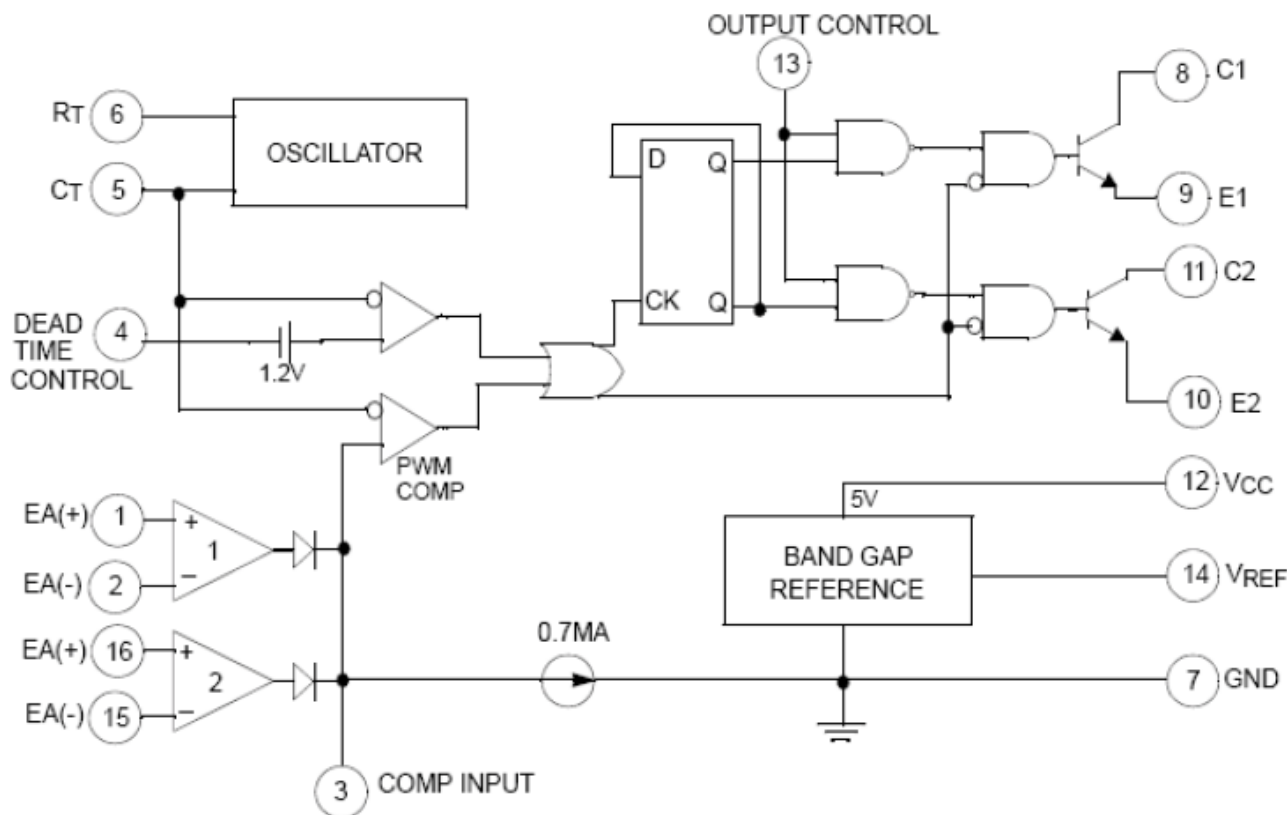 OUTPUT CONTROL
13
8 C1
RT 6
OSCILLATOR
CT 5
D Q
9 E1
11 C2
CK Q
DEAD
TIME
CONTROL
4
1.2V
10 E2
PWM
COMP
12 VCC
5V
EA(+) 1
+
1
EA(-) 2
−
BAND GAP
REFERENCE
14 VREF
EA(+) 16
+
2
EA(-) 15
−
0.7MA
7 GND
3 COMP INPUT